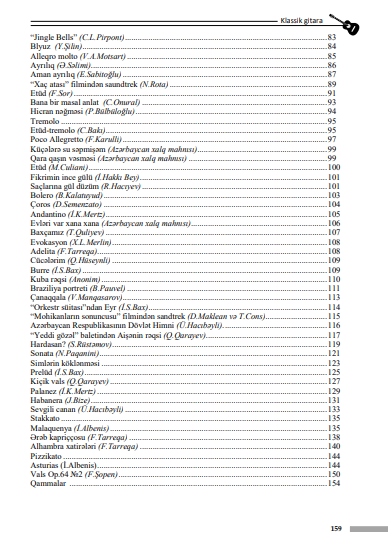 Klassik gitara
"Jingle Bells" (C.L.Pirpont) 83
Blyuz (Y.Şilin) 84
Alleqro molto (V.A.Motsart) 85
Ayrılıq (Ə.Səlimi) 86
Aman ayrılıq (E.Sabitoğlu) 87
"Xaç atası" filmindən saundtrek (N.Rota) 89
Etüd (F.Sor) 91
Bana bir masal anlat (C.Onural) 93
Hicran nəğməsi (P.Bülbüloğlu) 94
Tremolo 95
Etüd-tremolo (C.Bakı) 95
Poco Allegretto (F.Karulli) 97
Küçələrə su səpmişəm (Azərbaycan xalq mahnısı) 99
Qara qaşın vəsməsi (Azərbaycan xalq mahnısı) 99
Etüd (M.Culiani) 100
Fikrimin ince gülü (İ.Hakkı Bey) 101
Saçlarına gül düzüm (R.Hacıyev) 101
Bolero (B.Kalatuyud) 103
Çoros (D.Semenzato) 104
Andantino (İ.K.Mertz) 105
Evləri var xana xana (Azərbaycan xalq mahnısı) 106
Baxçamız (T.Quliyev) 107
Evokasyon (X.L.Merlin) 108
Adelita (F.Tarreqa) 108
Cücələrim (Q.Hüseynli) 109
Burre (İ.S.Bax) 109
Kuba rəqsi (Anonim) 110
Braziliya portreti (B.Pauvel) 111
Çanaqqala (V.Manqasarov) 113
"Orkestr süitası"ndan Eyr (İ.S.Bax) 114
"Mohikanların sonuncusu" filmindən sandtrek (D.Maklean və T.Cons) 115
Azərbaycan Respublikasının Dövlət Himni (Ü.Hacıbəyli) 116
"Yeddi gözəl" baletindən Aişənin rəqsi (Q.Qarayev) 117
Hardasan? (S.Rüstəmov) 119
Sonata (N.Paqanini) 121
Simlərin köklənməsi 123
Prelüd (İ.S.Bax) 125
Kiçik vals (Q.Qarayev) 127
Palanez (İ.K.Mertz) 129
Habanera (J.Bize) 131
Sevgili canan (Ü.Hacıbəyli) 133
Stakkato 135
Malaquenya (İ.Albenis) 135
Ərəb kapriççosu (F.Tarreqa) 138
Alhambra xatirələri (F.Tarreqa) 140
Pizzikato 144
Asturias (İ.Albenis) 144
Vals Op.64 №2 (F.Şopen) 150
Qammalar 154
159